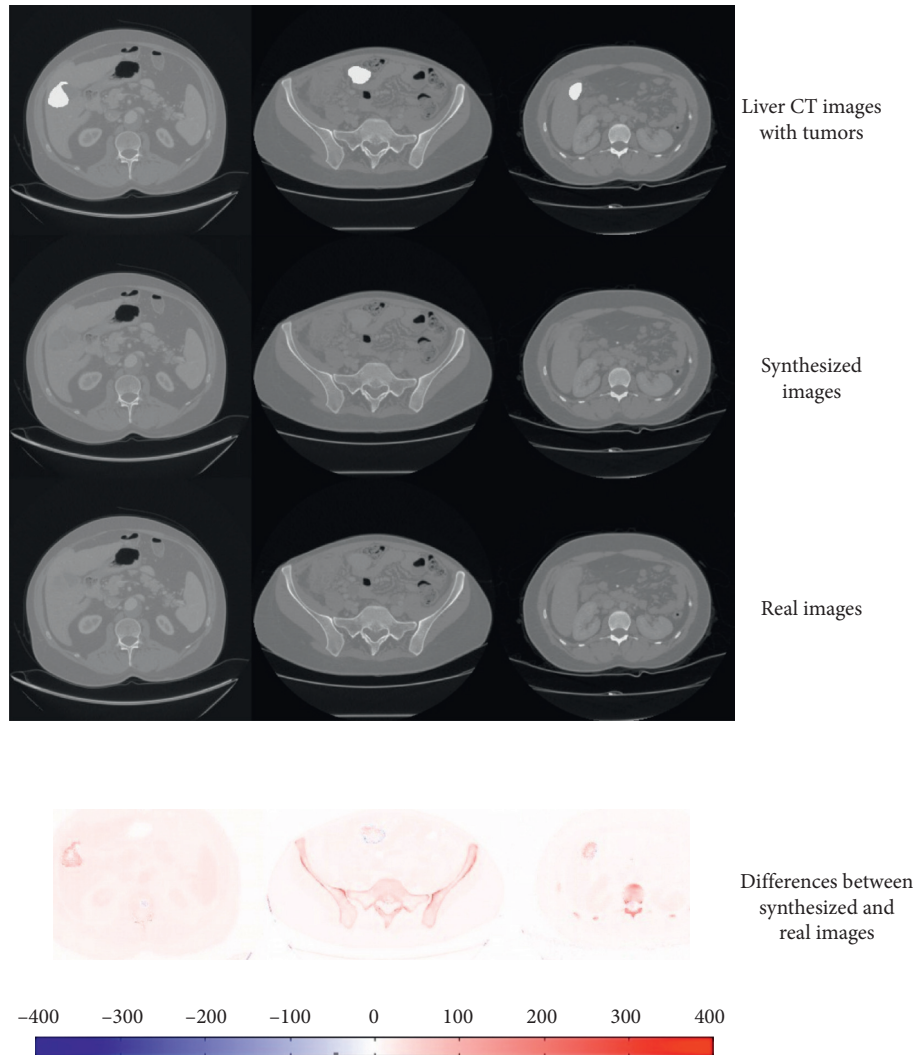 Liver CT images
with tumors
Synthesized
images
Real images
Differences between
synthesized and
real images
–400 –300 –200 –100 0 100 200 300 400